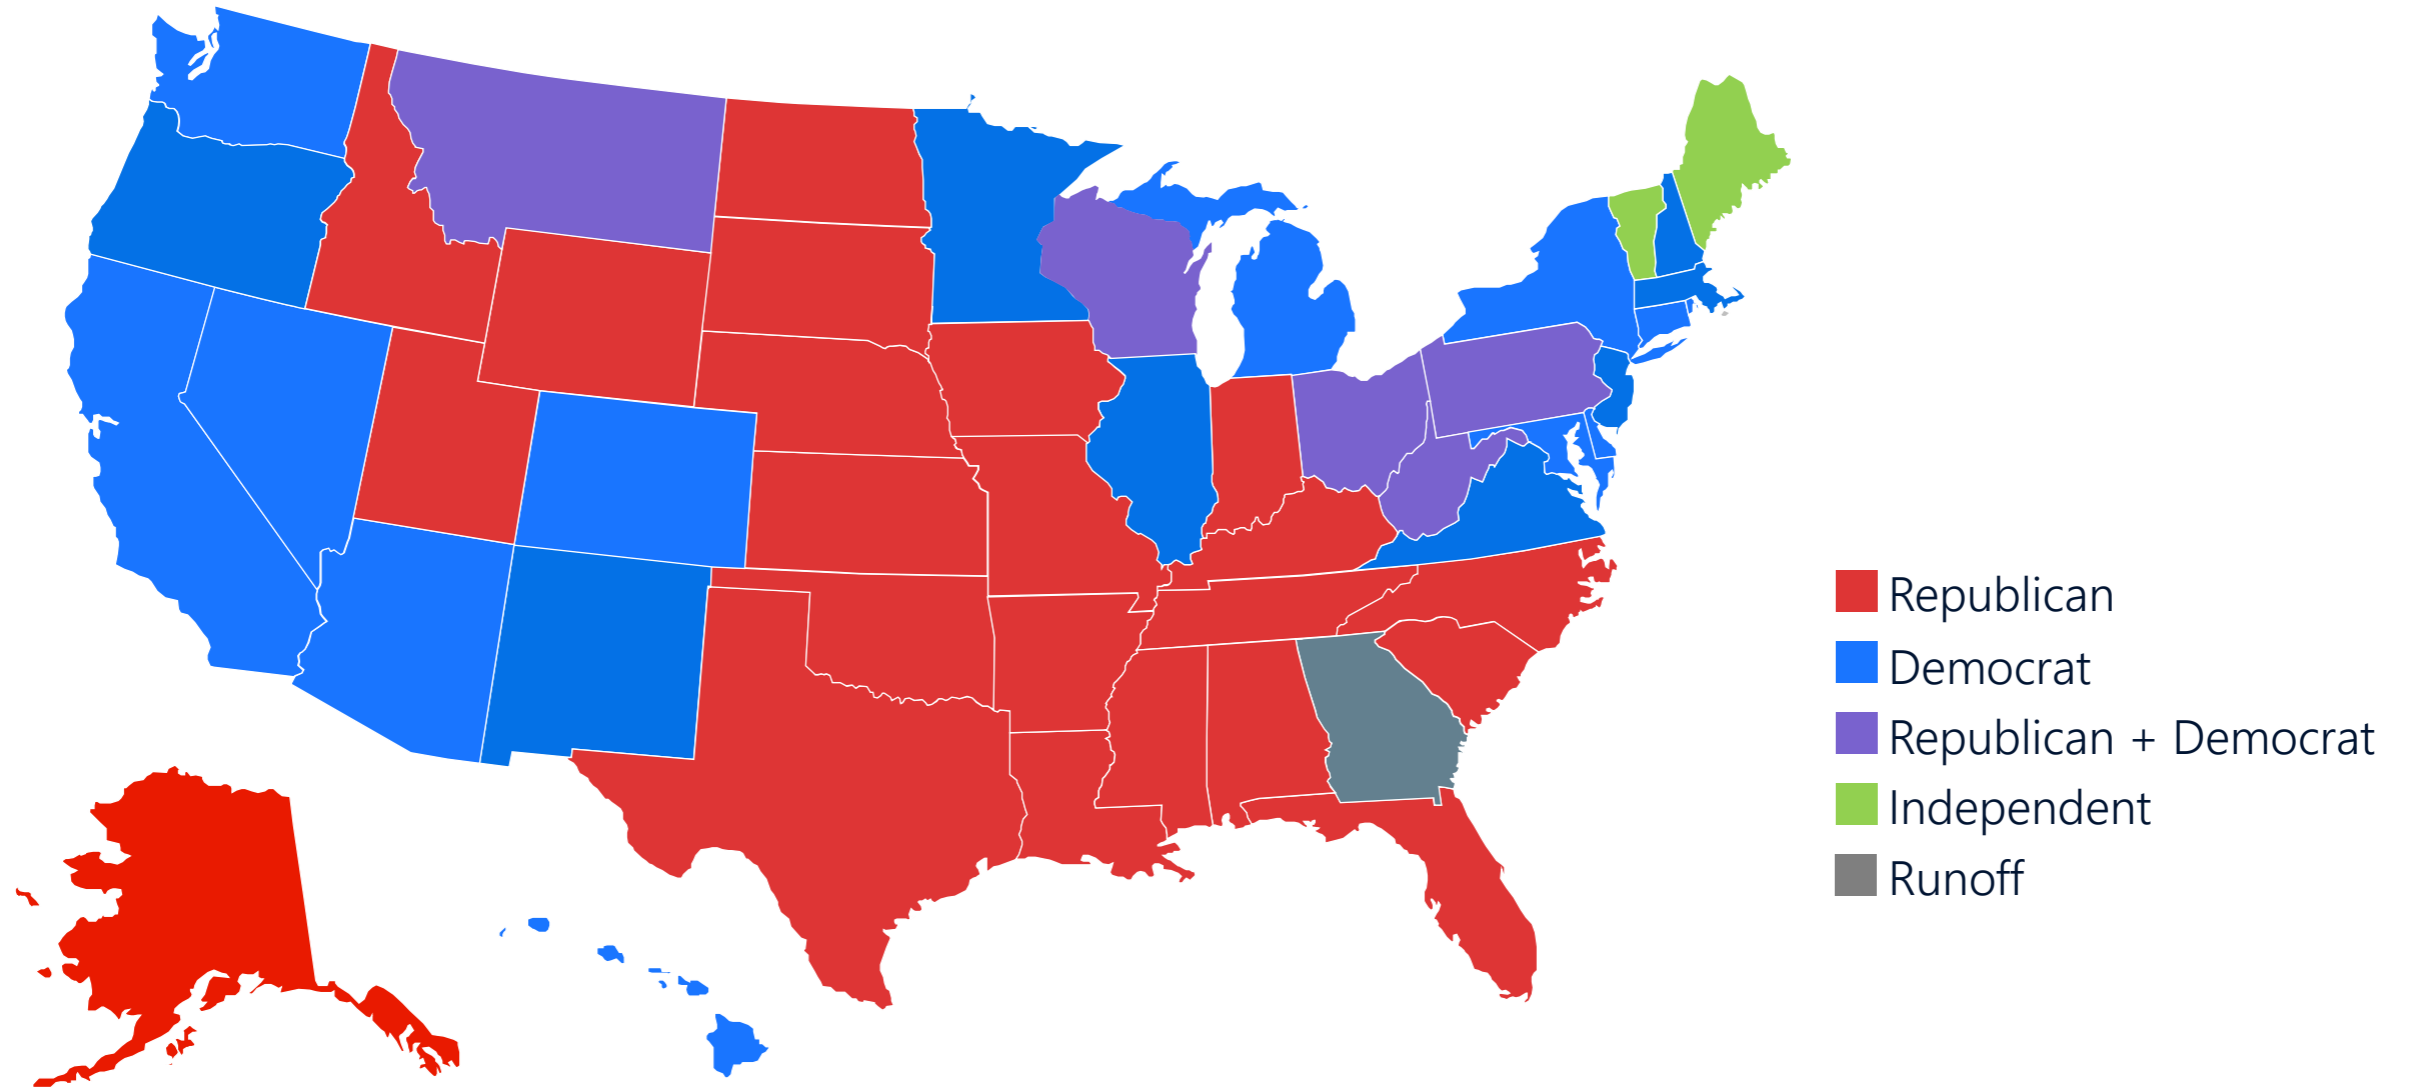 Republican
Democrat
Republican + Democrat
Independent
Runoff